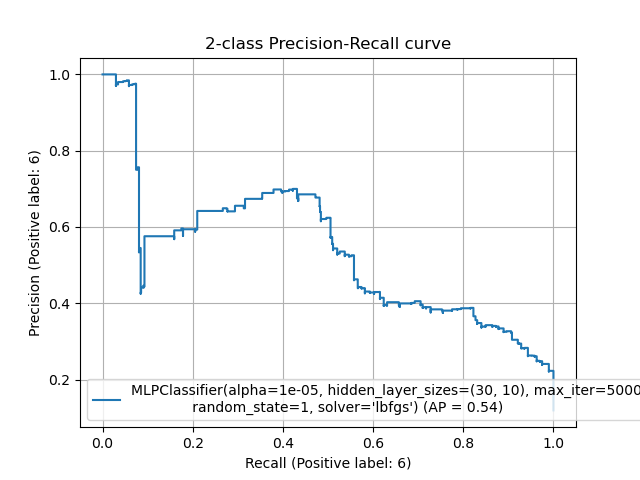 2-class Precision-Recall curve
1.0
0.8
0.6
0.4
0.2
Precision (Positive label: 6)
MLPClassifier(alpha=1e-05, hidden_layer_sizes=(30, 10), max_iter=5000
random_state=1, solver='lbfgs') (AP = 0.54)
0.0 0.2 0.4 0.6 0.8 1.0
Recall (Positive label: 6)